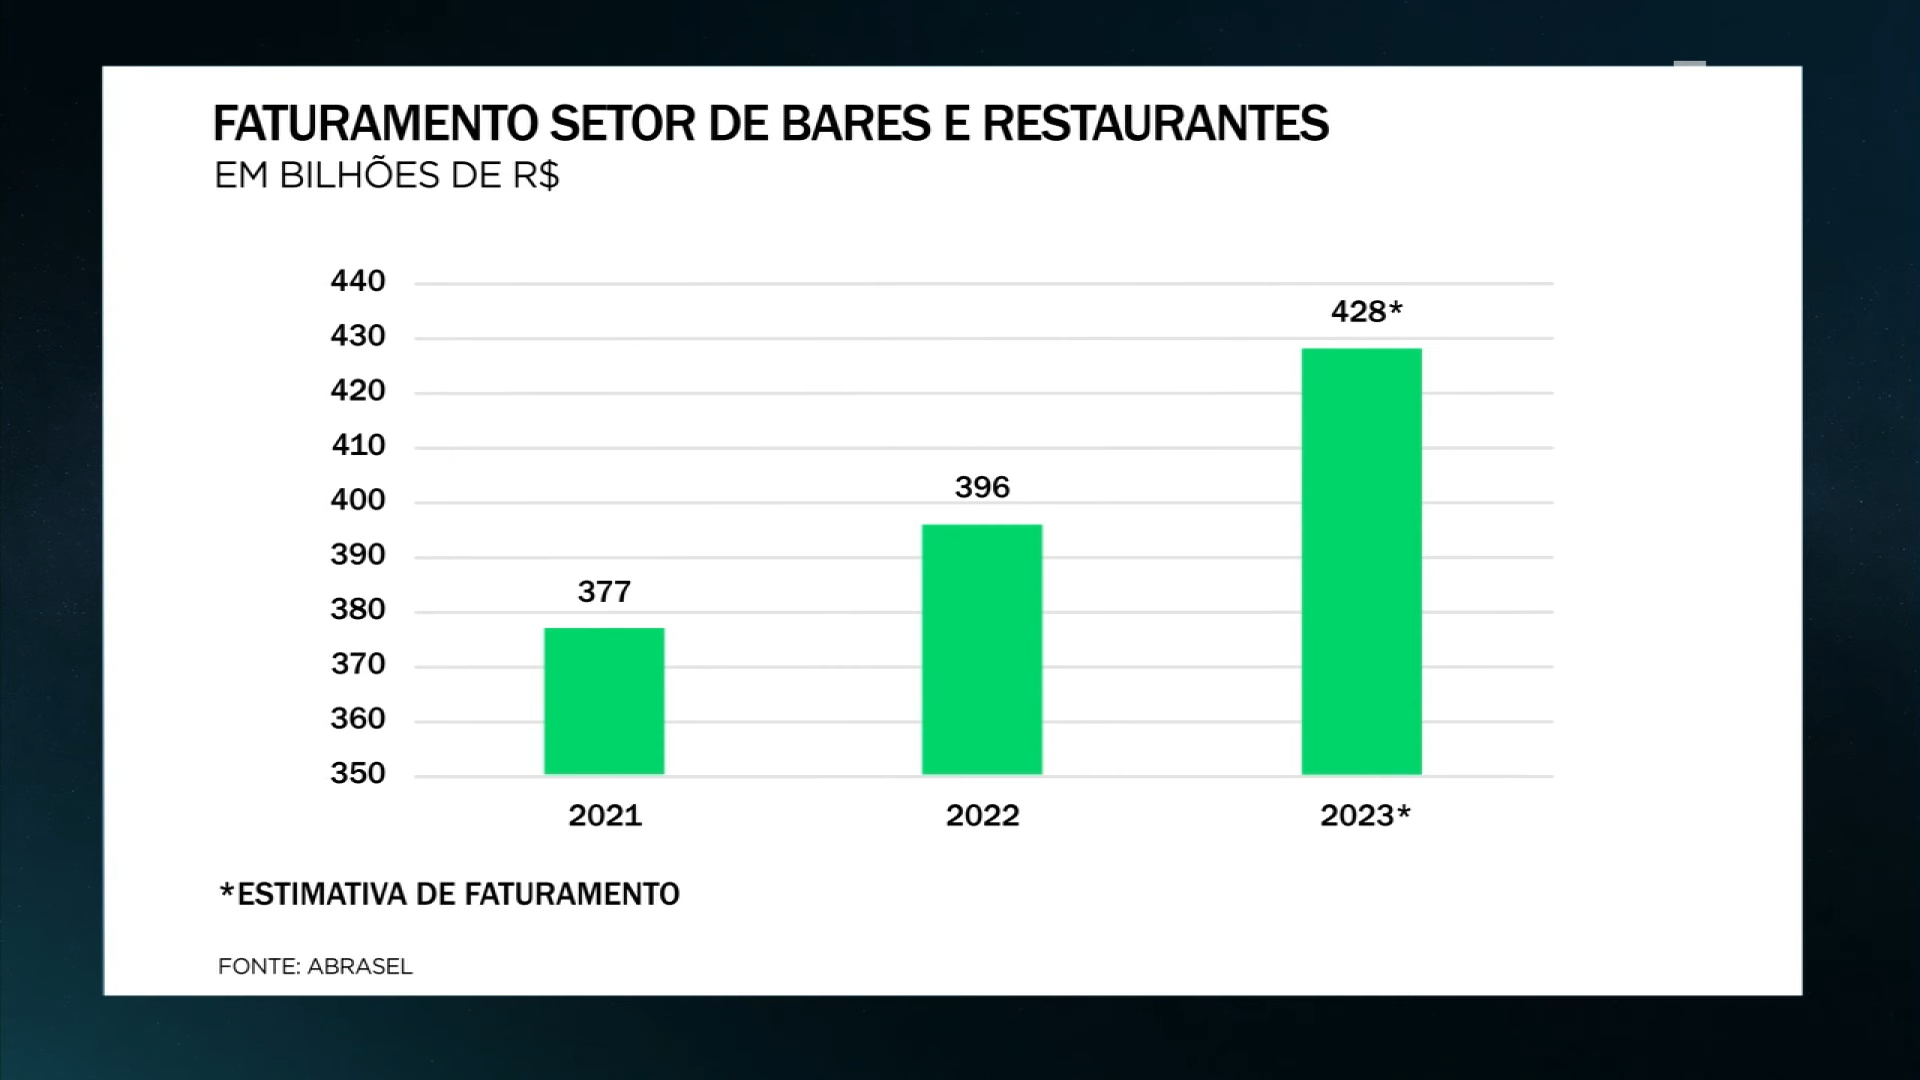 FATURAMENTO SETOR DE BARES E RESTAURANTES
EM BILHÕES DE R$
440
428*
430
420
410
396
400
390
377
380
370
360
350
2021 2022 2023*
*ESTIMATIVA DE FATURAMENTO
FONTE: ABRASEL